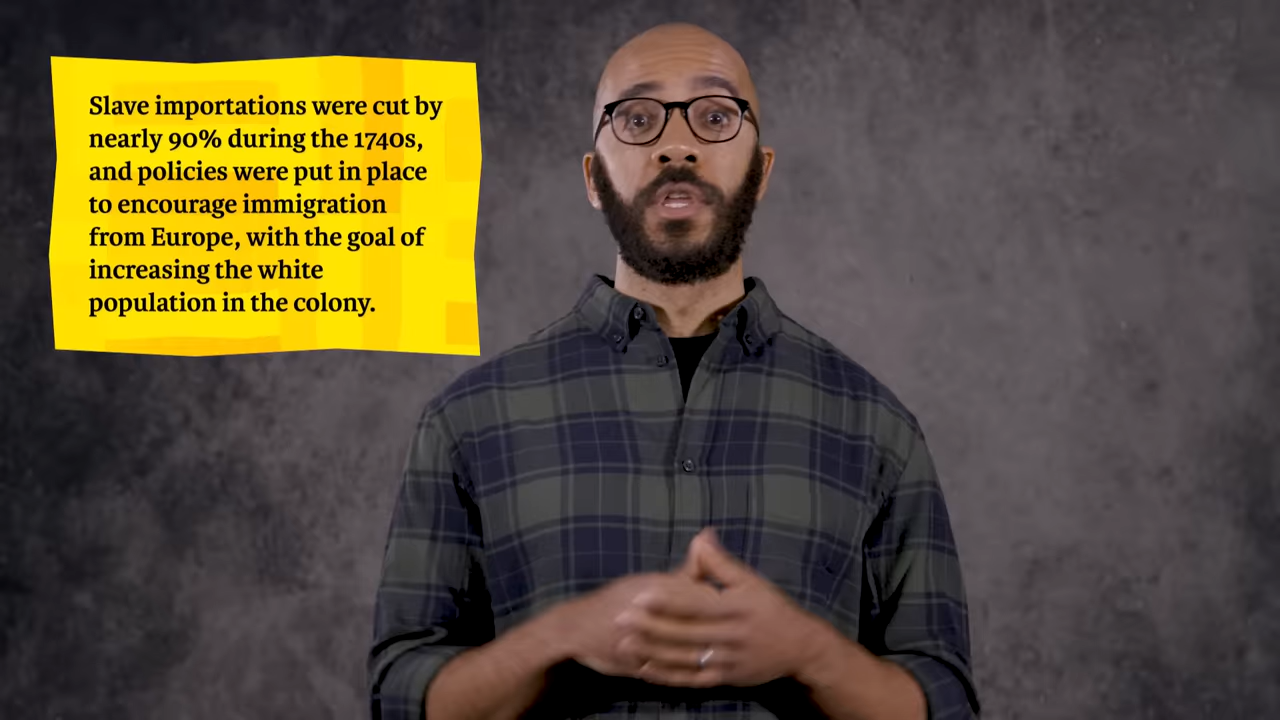 Slave importations were cut by
nearly 90% during the 1740s,
and policies were put in place
to encourage immigration
from Europe, with the goal of
increasing the white
population in the colony.